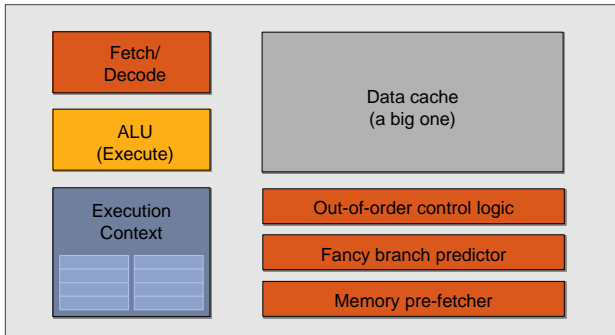 Fetch/
Decode
ALU
(Execute)
Execution
Context
Data cache
(a big one)
Out-of-order control logic
Fancy branch predictor
Memory pre-fetcher